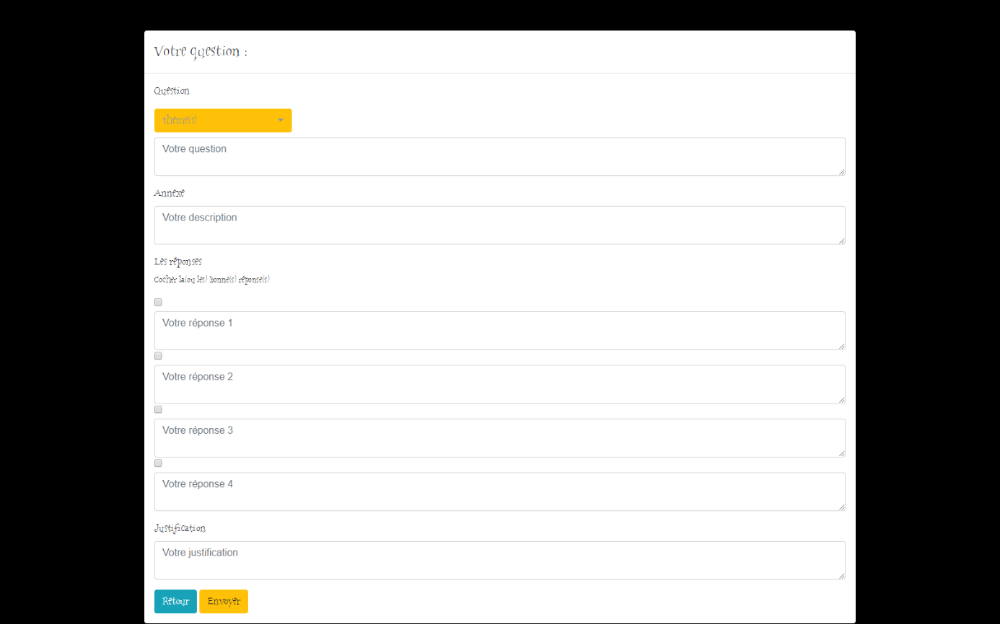 Votre question :
Question
thème(s)
Votre question
Annexe
Votre description
Les réponses
Cocher la(ou les) bonne(s) réponse(s)
Votre réponse 1
Votre réponse 2
Votre réponse 3
Votre réponse 4
Justification
Votre justification
Retour Envoyer